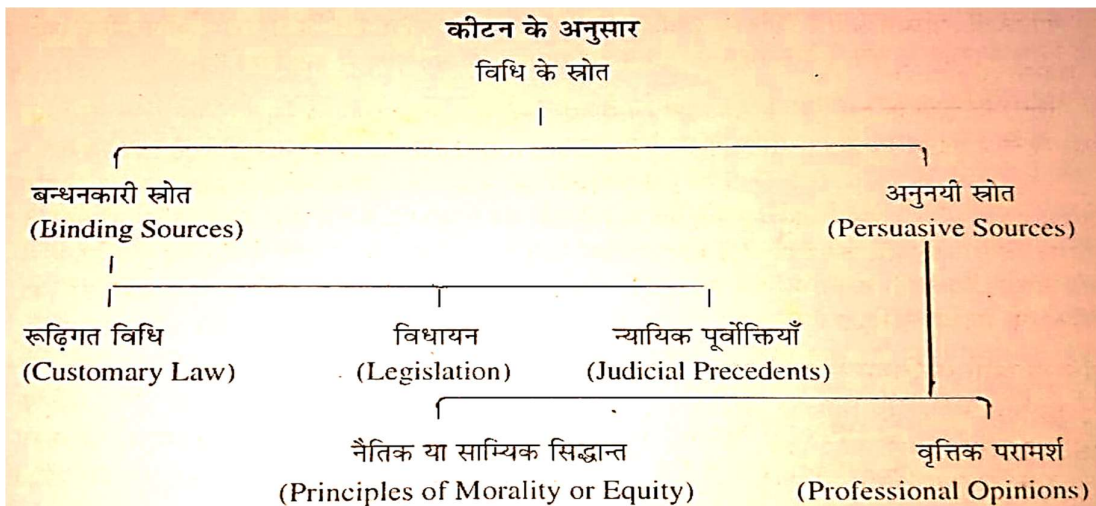 कीटन के अनुसार
विधि के स्रोत
बन्धनकारी स्रोत
(Binding Sources)
अनुनयी स्रोत
(Persuasive Sources)
रूढ़िगत विधि
(Customary Law)
विधायन
(Legislation)
न्यायिक पूर्वोक्तियाँ
(Judicial Precedents)
नैतिक या साम्यिक सिद्धान्त
(Principles of Morality or Equity)
वृत्तिक परामर्श
(Professional Opinions)